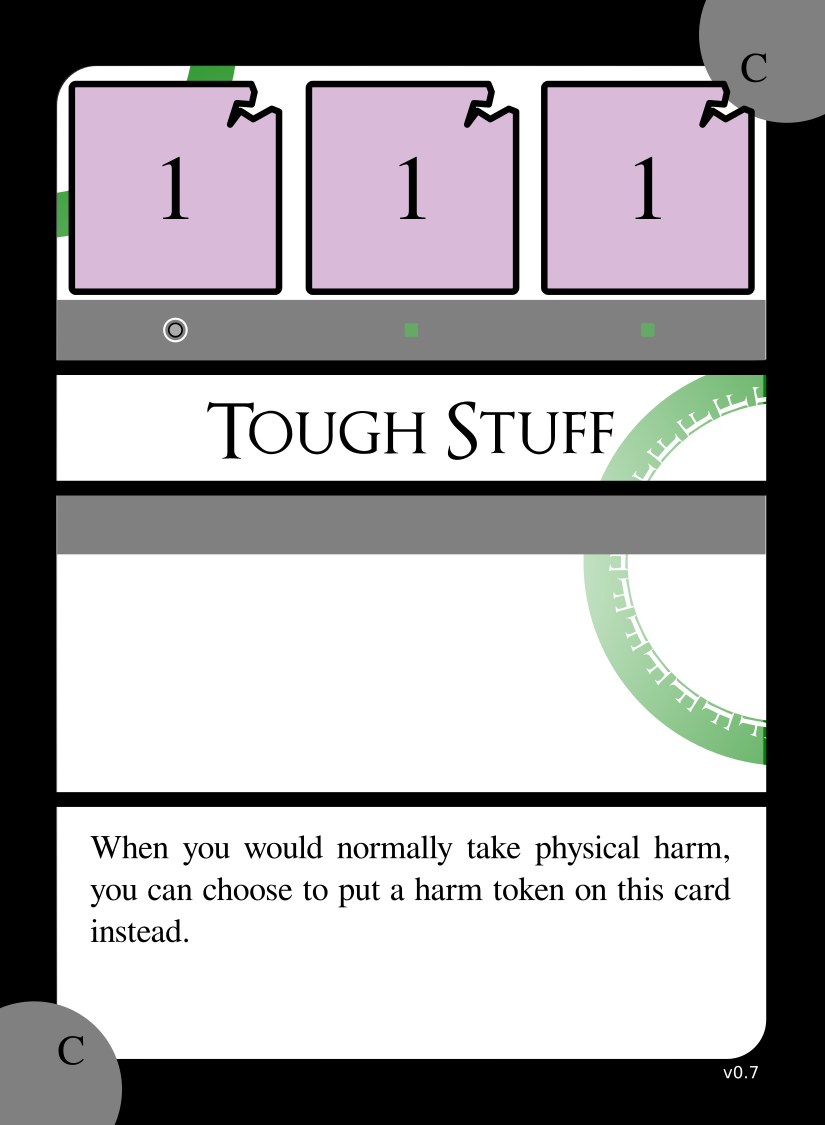 C
1 1 1
Tough Stuff
When you would normally take physical harm,
you can choose to put a harm token on this card
instead.
C
v0.7